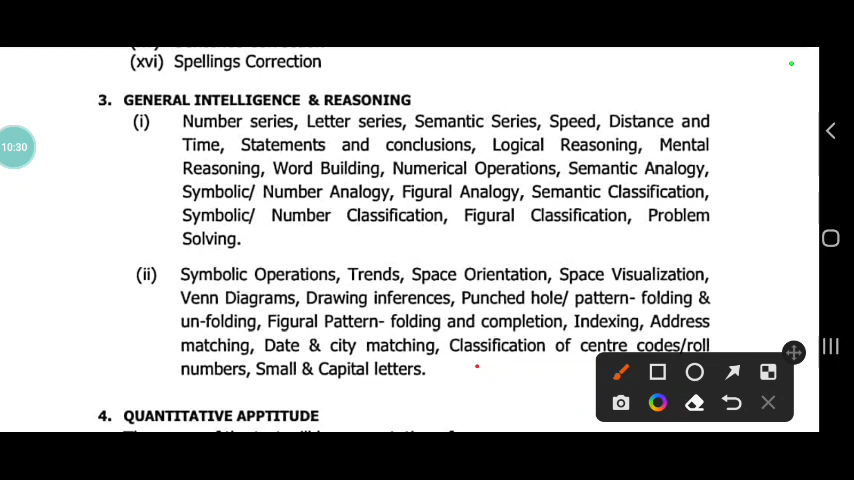 (xvi) Spellings Correction
3. GENERAL INTELLIGENCE & REASONING
(i) Number series, Letter series, Semantic Series, Speed, Distance and
Time, Statements and conclusions, Logical Reasoning, Mental
Reasoning, Word Building, Numerical Operations, Semantic Analogy,
Symbolic/ Number Analogy, Figural Analogy, Semantic Classification,
Symbolic/ Number Classification, Figural Classification, Problem
Solving.
10:30
(ii) Symbolic Operations, Trends, Space Orientation, Space Visualization,
Venn Diagrams, Drawing inferences, Punched hole/ pattern- folding &
un-folding, Figural Pattern- folding and completion, Indexing, Address
matching, Date & city matching, Classification of centre codes/roll
numbers, Small & Capital letters.
4. QUANTITATIVE APPTITUDE